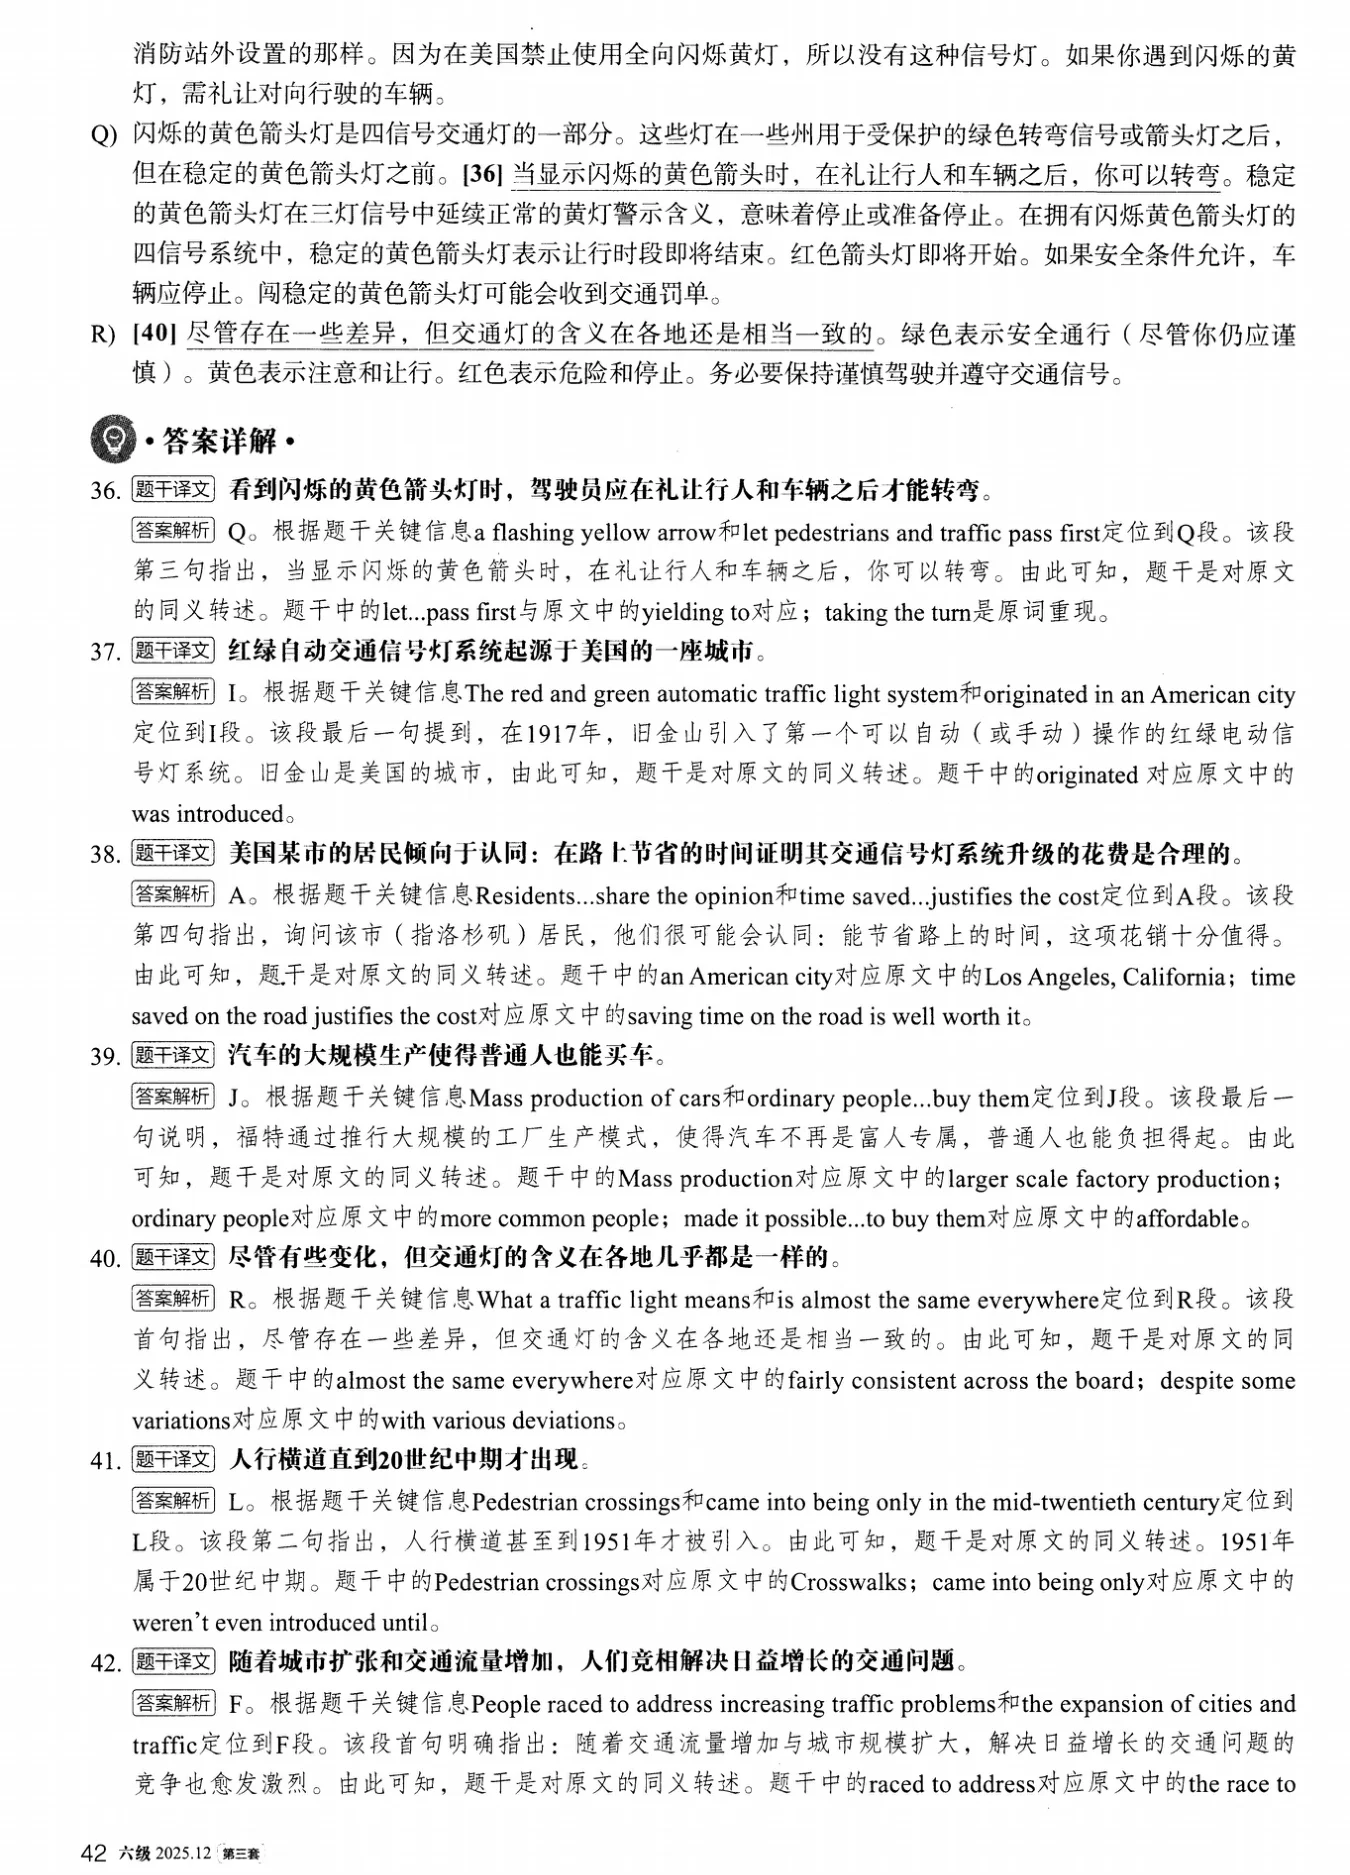 消防站外设置的那样。因为在美国禁止使用全向闪烁黄灯，所以没有这种信号灯。如果你遇到闪烁的黄
灯，需礼让对向行驶的车辆。
Q) 闪烁的黄色箭头灯是四信号交通灯的一部分。这些灯在一些州用于受保护的绿色转弯信号或箭头灯之后，
但在稳定的黄色箭头灯之前。[36] 当显示闪烁的黄色箭头时，在礼让行人和车辆之后，你可以转弯。稳定
的黄色箭头灯在三灯信号中延续正常的黄灯警示含义，意味着停止或准备停止。在拥有闪烁黄色箭头灯的
四信号系统中，稳定的黄色箭头灯表示让行时段即将结束。红色箭头灯即将开始。如果安全条件允许，车
辆应停止。闯稳定的黄色箭头灯可能会收到交通罚单。
R) [40] 尽管存在一些差异，但交通灯的含义在各地还是相当一致的。绿色表示安全通行（尽管你仍应谨
慎）。黄色表示注意和让行。红色表示危险和停止。务必要保持谨慎驾驶并遵守交通信号。
·答案详解·
36. 题干译文 看到闪烁的黄色箭头灯时，驾驶员应在礼让行人和车辆之后才能转弯。
答案解析 Q。根据题干关键信息a flashing yellow arrow和let pedestrians and traffic pass first定位到Q段。该段
第三句指出，当显示闪烁的黄色箭头时，在礼让行人和车辆之后，你可以转弯。由此可知，题干是对原文
的同义转述。题干中的let...pass first与原文中的yielding to对应；taking the turn是原词重现。
37. 题干译文 红绿自动交通信号灯系统起源于美国的一座城市。
答案解析 I。根据题干关键信息The red and green automatic traffic light system和originated in an American city
定位到I段。该段最后一句提到，在1917年，旧金山引入了第一个可以自动（或手动）操作的红绿电动信
号灯系统。旧金山是美国的城市，由此可知，题干是对原文的同义转述。题干中的originated 对应原文中的
was introduced。
38. 题干译文 美国某市的居民倾向于认同：在路上节省的时间证明其交通信号灯系统升级的花费是合理的。
答案解析 A。根据题干关键信息Residents...share the opinion和time saved...justifies the cost定位到A段。该段
第四句指出，询问该市（指洛杉矶）居民，他们很可能会认同：能节省路上的时间，这项花销十分值得。
由此可知，题干是对原文的同义转述。题干中的an American city对应原文中的Los Angeles, California；time
saved on the road justifies the cost对应原文中的saving time on the road is well worth it。
39. 题干译文 汽车的大规模生产使得普通人也能买车。
答案解析 J。根据题干关键信息Mass production of cars和ordinary people...buy them定位到J段。该段最后一
句说明，福特通过推行大规模的工厂生产模式，使得汽车不再是富人专属，普通人也能负担得起。由此
可知，题干是对原文的同义转述。题干中的Mass production对应原文中的larger scale factory production；
ordinary people对应原文中的more common people；made it possible...to buy them对应原文中的affordable。
40. 题干译文 尽管有些变化，但交通灯的含义在各地几乎都是一样的。
答案解析 R。根据题干关键信息What a traffic light means和is almost the same everywhere定位到R段。该段
首句指出，尽管存在一些差异，但交通灯的含义在各地还是相当一致的。由此可知，题干是对原文的同
义转述。题干中的almost the same everywhere对应原文中的fairly consistent across the board；despite some
variations对应原文中的with various deviations。
41. 题干译文 人行横道直到20世纪中期才出现。
答案解析 L。根据题干关键信息Pedestrian crossings和came into being only in the mid-twentieth century定位到
L段。该段第二句指出，人行横道甚至到1951年才被引入。由此可知，题干是对原文的同义转述。1951年
属于20世纪中期。题干中的Pedestrian crossings对应原文中的Crosswalks；came into being only对应原文中的
weren't even introduced until。
42. 题干译文 随着城市扩张和交通流量增加，人们竞相解决日益增长的交通问题。
答案解析 F。根据题干关键信息People raced to address increasing traffic problems和the expansion of cities and
traffic定位到F段。该段首句明确指出：随着交通流量增加与城市规模扩大，解决日益增长的交通问题的
竞争也愈发激烈。由此可知，题干是对原文的同义转述。题干中的raced to address对应原文中的the race to
42 六级 2025.12 第三套